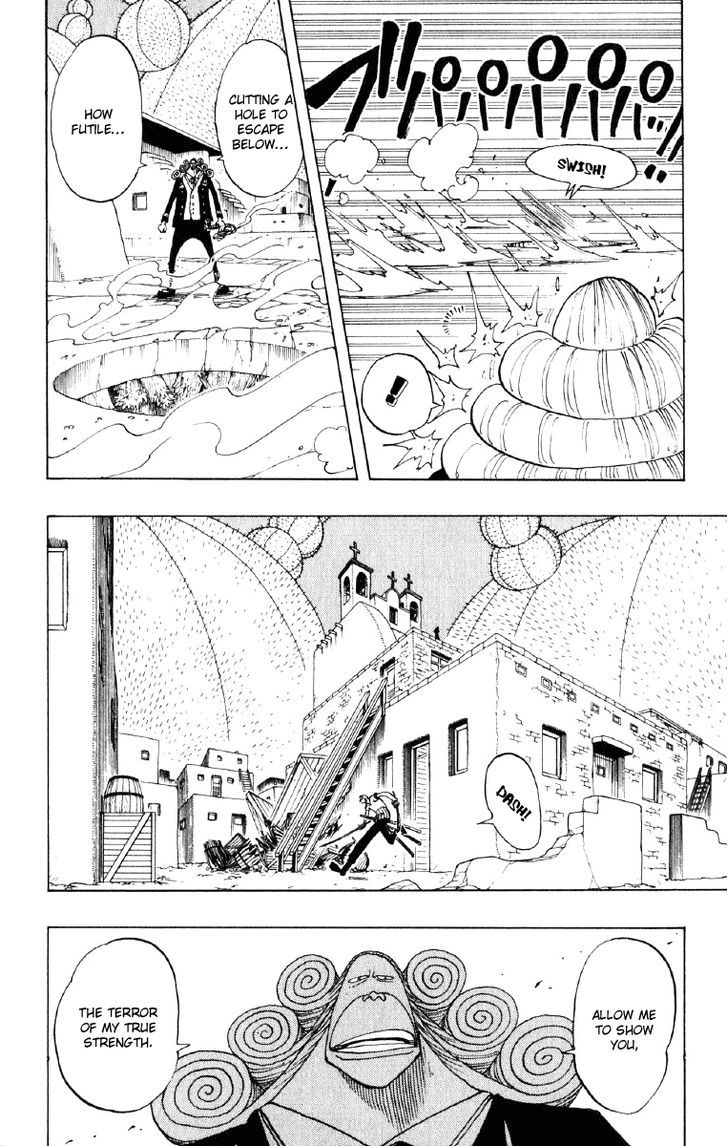 SWISH!
!
CUTTING A
HOLE TO
ESCAPE
BELOW...
HOW
FUTILE...
DASH!
ALLOW ME
TO SHOW
YOU,
THE TERROR
OF MY TRUE
STRENGTH.